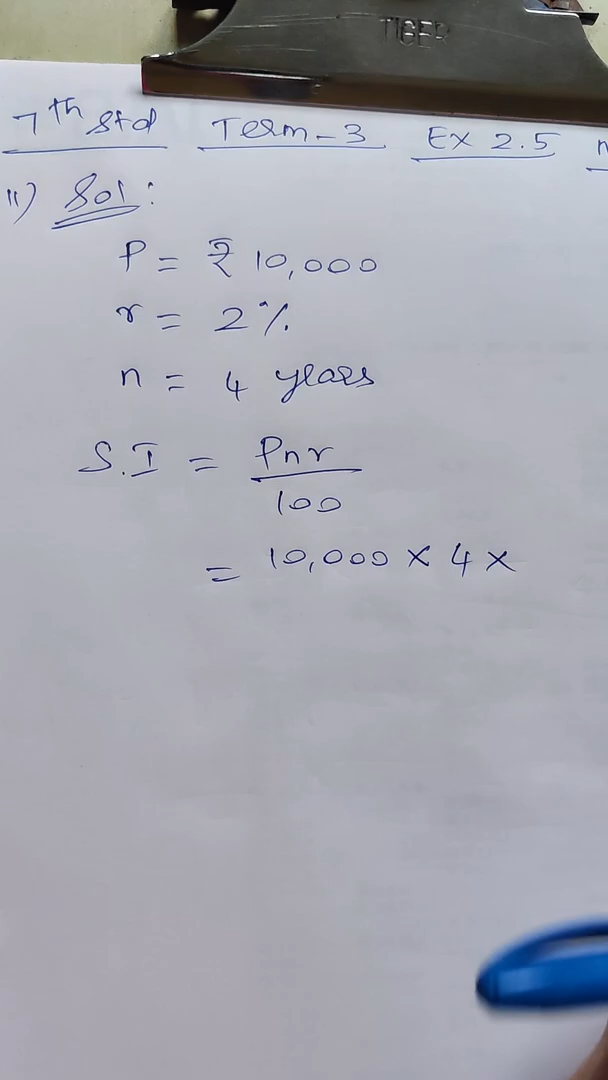 TIGER
7th Std Term-3 Ex 2.5
11) Sol:
P = ₹ 10,000
r = 2%
n = 4 years
S.I = Pnr
100
= 10,000 × 4 ×